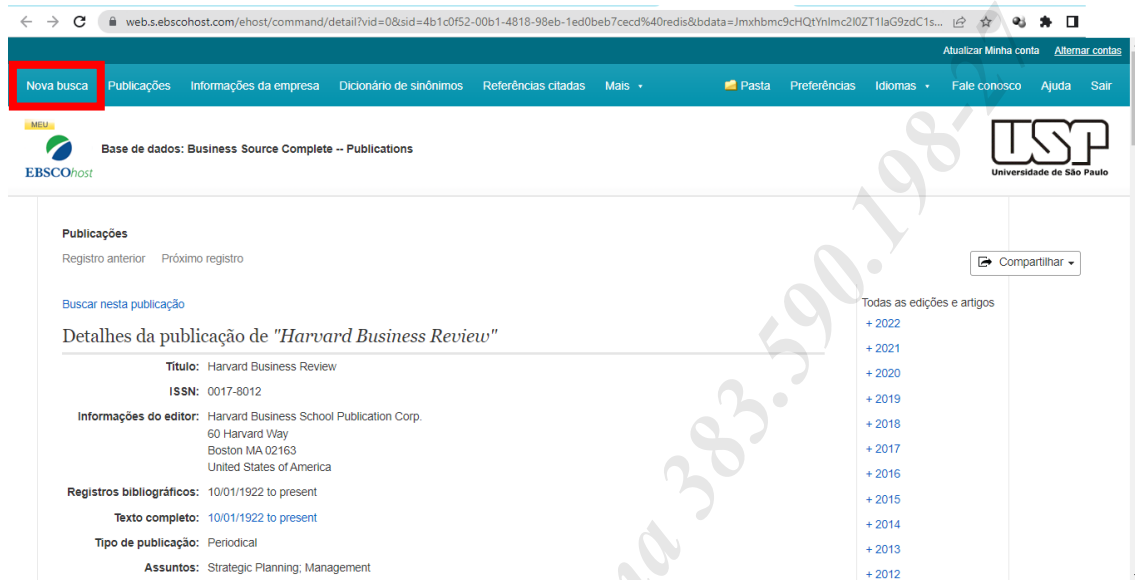 web.s.ebscohost.com/ehost/command/detail?vid=0&sid=4b1c0f52-00b1-4818-98eb-1ed0beb7cecd%40redis&bdata=Jmxhbmc9cHQtYnImc2l0ZT1laG9zdC1s...
Atualizar Minha conta Alternar contas
Nova busca Publicações Informações da empresa Dicionário de sinônimos Referências citadas Mais Pasta Preferências Idiomas Fale conosco Ajuda Sair
MEU
EBSCOhost
Base de dados: Business Source Complete -- Publications
USP
Universidade de São Paulo
Publicações
Registro anterior Próximo registro
Compartilhar
Buscar nesta publicação
Detalhes da publicação de "Harvard Business Review"
Título: Harvard Business Review
ISSN: 0017-8012
Informações do editor: Harvard Business School Publication Corp.
60 Harvard Way
Boston MA 02163
United States of America
Registros bibliográficos: 10/01/1922 to present
Texto completo: 10/01/1922 to present
Tipo de publicação: Periodical
Assuntos: Strategic Planning; Management
Todas as edições e artigos
+ 2022
+ 2021
+ 2020
+ 2019
+ 2018
+ 2017
+ 2016
+ 2015
+ 2014
+ 2013
+ 2012
383.590.198-27